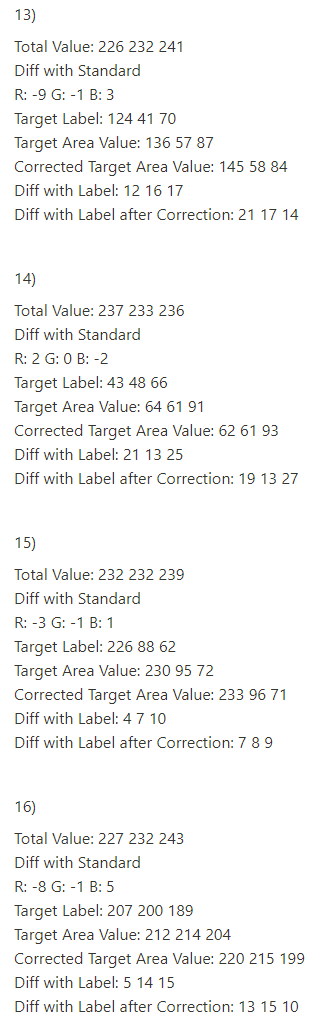 13)
Total Value: 226 232 241
Diff with Standard
R: -9 G: -1 B: 3
Target Label: 124 41 70
Target Area Value: 136 57 87
Corrected Target Area Value: 145 58 84
Diff with Label: 12 16 17
Diff with Label after Correction: 21 17 14
14)
Total Value: 237 233 236
Diff with Standard
R: 2 G: 0 B: -2
Target Label: 43 48 66
Target Area Value: 64 61 91
Corrected Target Area Value: 62 61 93
Diff with Label: 21 13 25
Diff with Label after Correction: 19 13 27
15)
Total Value: 232 232 239
Diff with Standard
R: -3 G: -1 B: 1
Target Label: 226 88 62
Target Area Value: 230 95 72
Corrected Target Area Value: 233 96 71
Diff with Label: 4 7 10
Diff with Label after Correction: 7 8 9
16)
Total Value: 227 232 243
Diff with Standard
R: -8 G: -1 B: 5
Target Label: 207 200 189
Target Area Value: 212 214 204
Corrected Target Area Value: 220 215 199
Diff with Label: 5 14 15
Diff with Label after Correction: 13 15 10